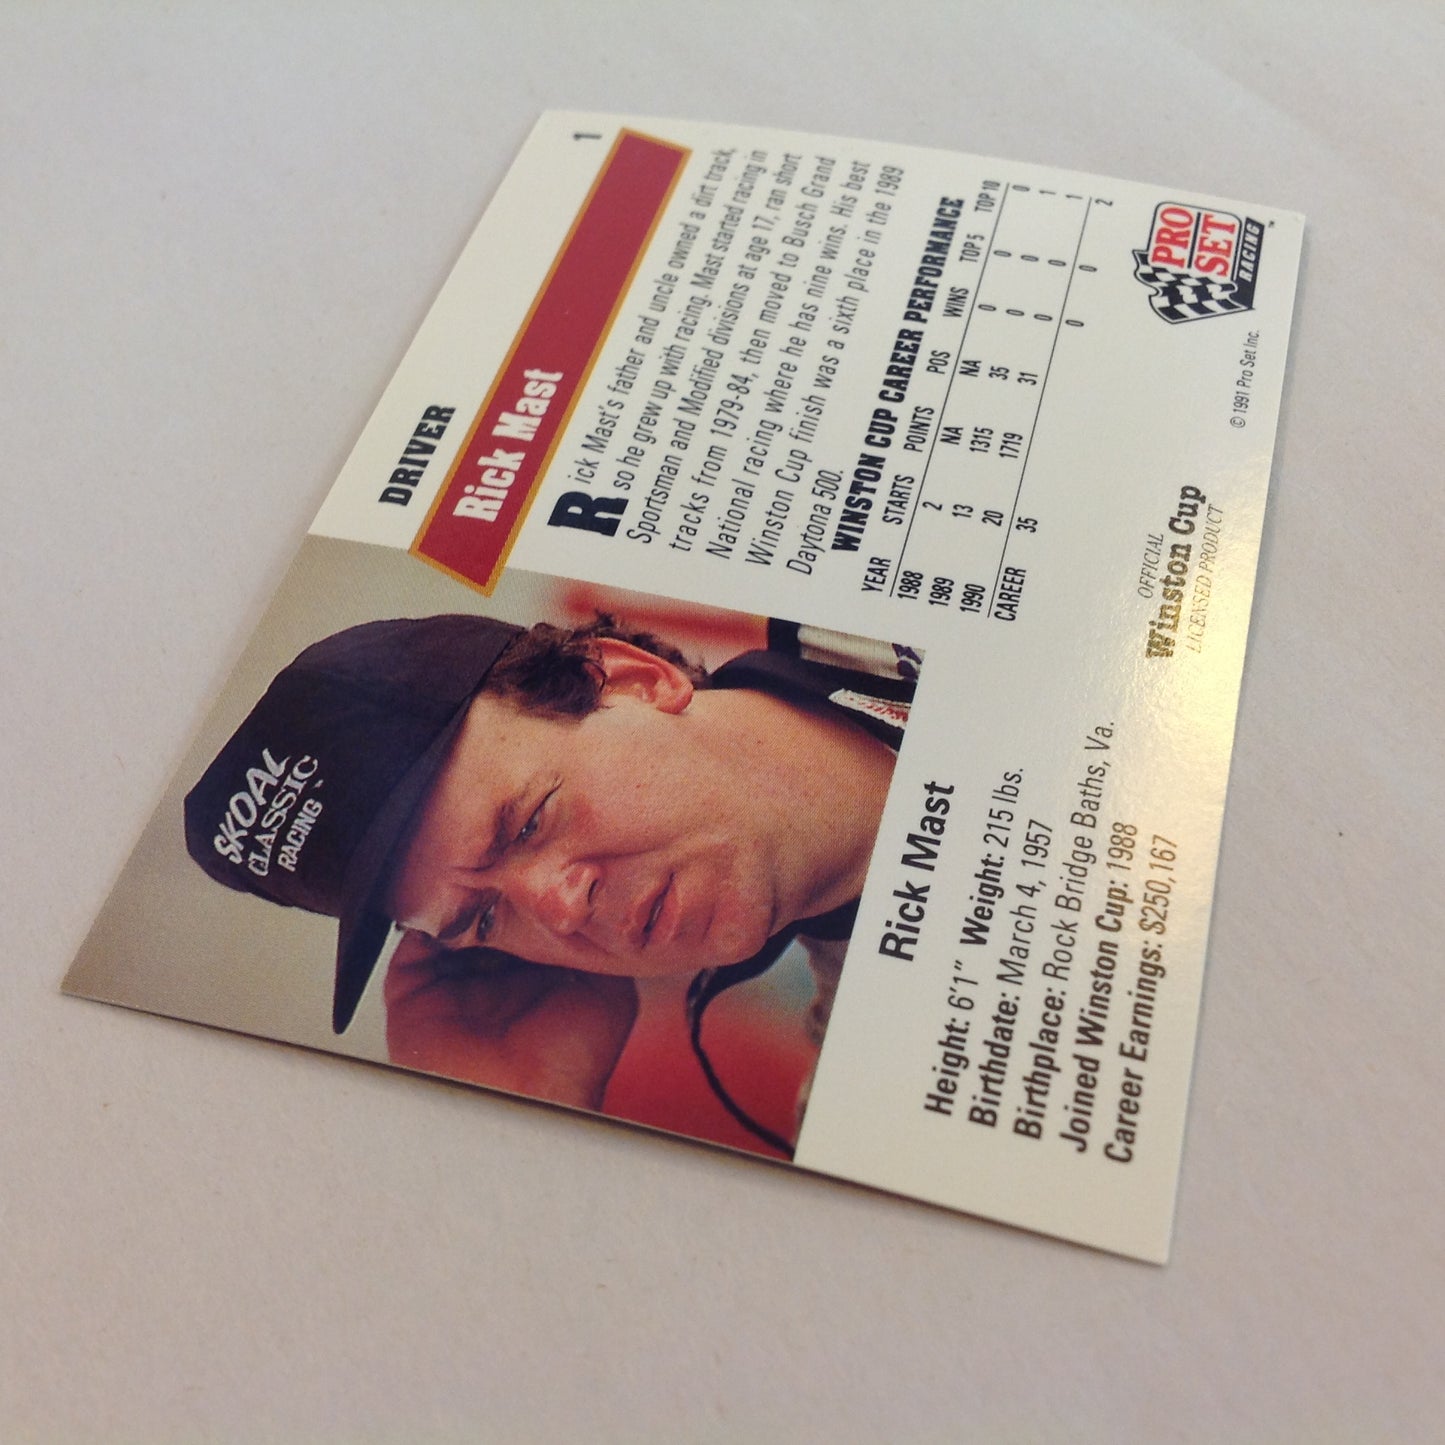 SKOAL
CLASSIC
RACING
DRIVER
1
Rick Mast
Rick Mast's father and uncle owned a dirt track,
so he grew up with racing. Mast started racing in
Sportsman and Modified divisions at age 17, ran short
tracks from 1979-84, then moved to Busch Grand
National racing where he has nine wins. His best
Winston Cup finish was a sixth place in the 1989
Daytona 500.
WINSTON CUP CAREER PERFORMANCE
YEAR STARTS POINTS POS WINS TOP 5 TOP 10
1988 2 NA NA 0 0 0
1989 13 1315 35 0 0 1
1990 20 1719 31 0 0 1
CAREER 35 0 0 2
Rick Mast
Height: 6'1" Weight: 215 lbs.
Birthdate: March 4, 1957
Birthplace: Rock Bridge Baths, Va.
Joined Winston Cup: 1988
Career Earnings: $250,167
OFFICIAL
Winston Cup
LICENSED PRODUCT
PRO
SET
RACING
™
© 1991 Pro Set Inc.